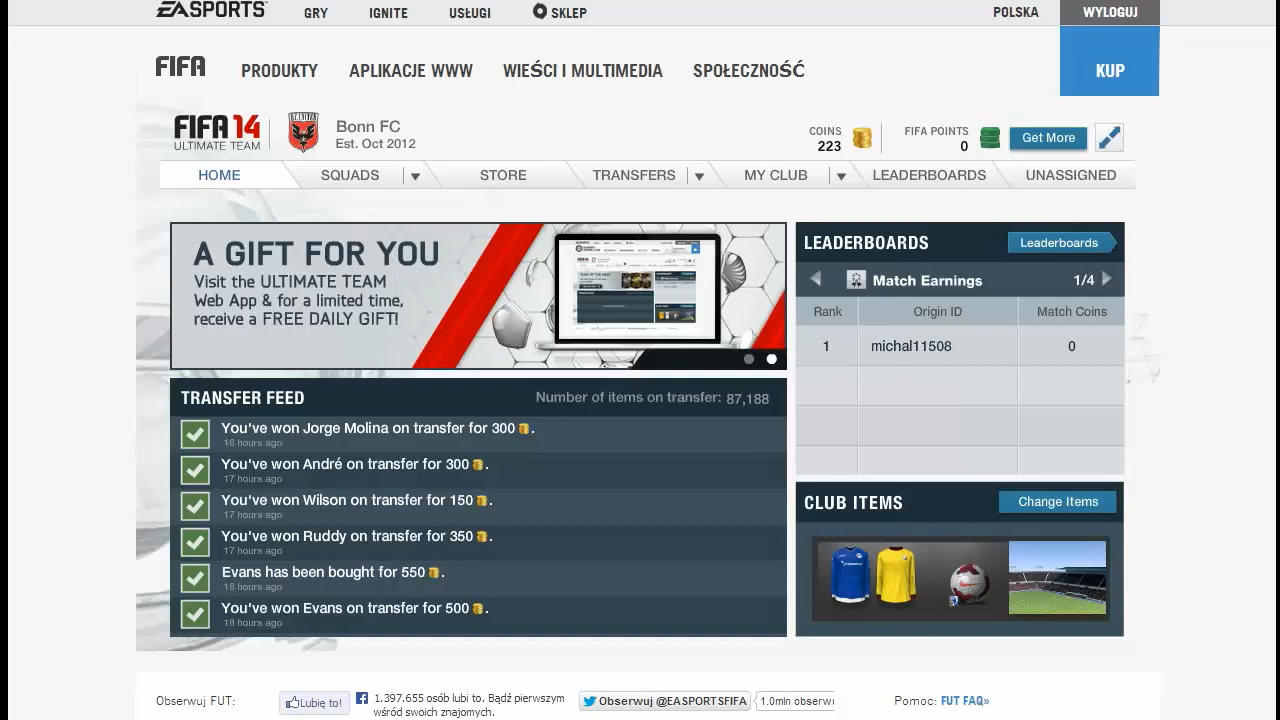 EA SPORTS GRY IGNITE USŁUGI SKLEP POLSKA WYLOGUJ
FIFA PRODUKTY APLIKACJE WWW WIEŚCI I MULTIMEDIA SPOŁECZNOŚĆ KUP
FIFA 14
ULTIMATE TEAM
Bonn FC
Est. Oct 2012
COINS
223
FIFA POINTS
0
Get More
HOME SQUADS STORE TRANSFERS MY CLUB LEADERBOARDS UNASSIGNED
A GIFT FOR YOU
Visit the ULTIMATE TEAM
Web App & for a limited time,
receive a FREE DAILY GIFT!
TRANSFER FEED Number of items on transfer: 87,188
You've won Jorge Molina on transfer for 300 .
16 hours ago
You've won André on transfer for 300 .
17 hours ago
You've won Wilson on transfer for 150 .
17 hours ago
You've won Ruddy on transfer for 350 .
17 hours ago
Evans has been bought for 550 .
18 hours ago
You've won Evans on transfer for 500 .
18 hours ago
LEADERBOARDS Leaderboards
Match Earnings 1/4
Rank Origin ID Match Coins
1 michal11508 0
CLUB ITEMS Change Items
Obserwuj FUT: Lubię to! 1.397.655 osób lubi to. Bądź pierwszym
wśród swoich znajomych.
Obserwuj @EASPORTSFIFA 1.0mln obserwu
Pomoc: FUT FAQ»